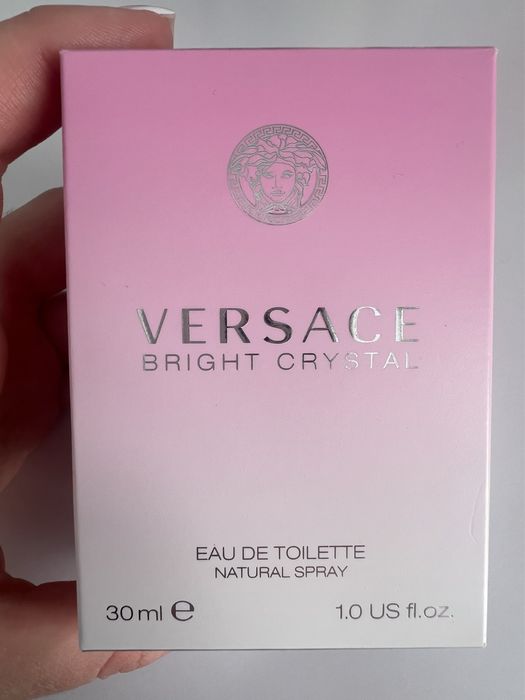 VERSACE
BRIGHT CRYSTAL
EAU DE TOILETTE
NATURAL SPRAY
30 ml ℮ 1.0 US fl.oz.